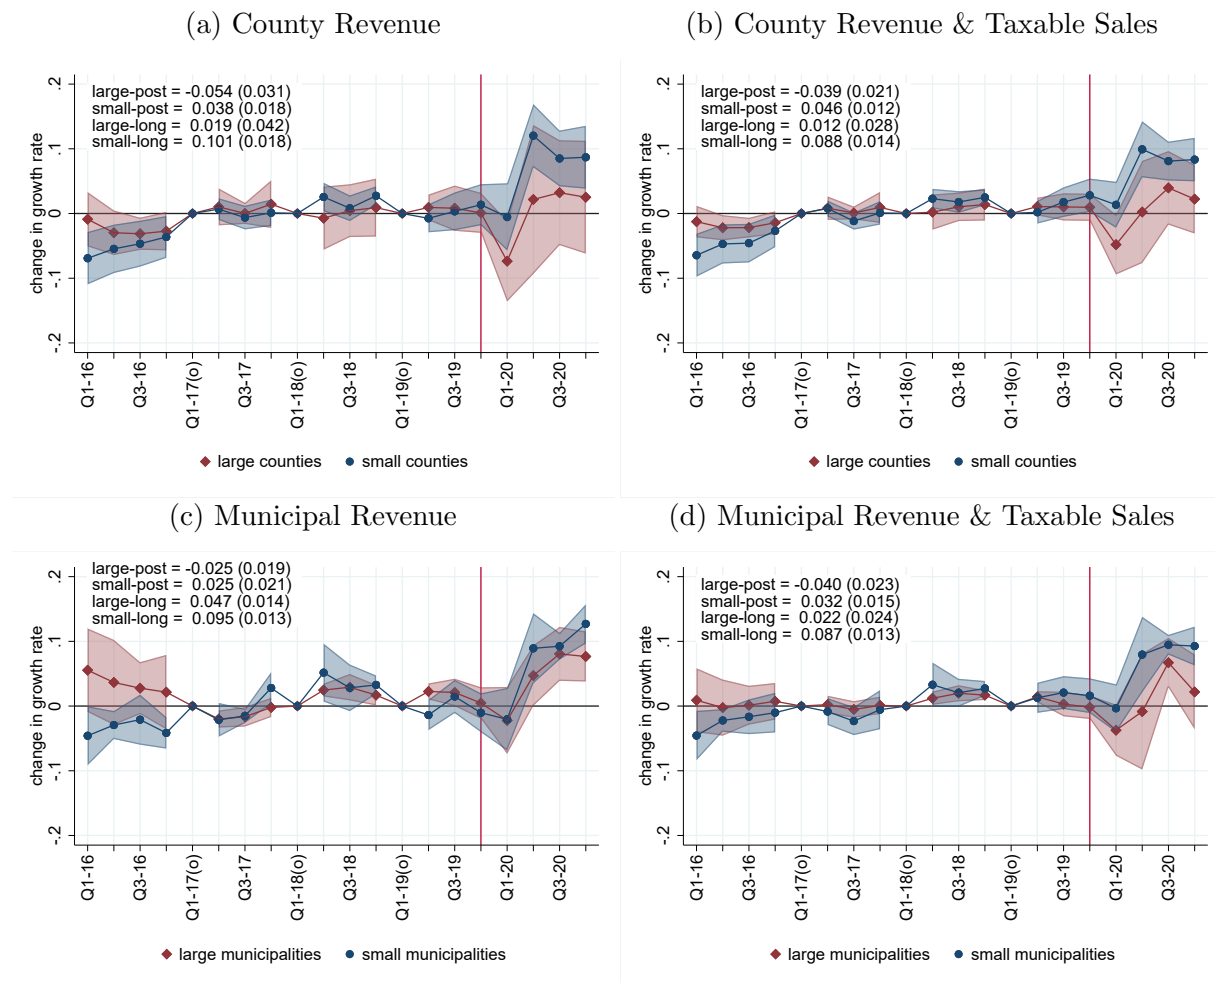 (a) County Revenue
large-post = -0.054 (0.031)
small-post = 0.038 (0.018)
large-long = 0.019 (0.042)
small-long = 0.101 (0.018)
change in growth rate
.2
.1
0
-.1
-.2
Q1-16
Q3-16
Q1-17(o)
Q3-17
Q1-18(o)
Q3-18
Q1-19(o)
Q3-19
Q1-20
Q3-20
large counties
small counties
(b) County Revenue & Taxable Sales
large-post = -0.039 (0.021)
small-post = 0.046 (0.012)
large-long = 0.012 (0.028)
small-long = 0.088 (0.014)
change in growth rate
.2
.1
0
-.1
-.2
Q1-16
Q3-16
Q1-17(o)
Q3-17
Q1-18(o)
Q3-18
Q1-19(o)
Q3-19
Q1-20
Q3-20
large counties
small counties
(c) Municipal Revenue
large-post = -0.025 (0.019)
small-post = 0.025 (0.021)
large-long = 0.047 (0.014)
small-long = 0.095 (0.013)
change in growth rate
.2
.1
0
-.1
-.2
Q1-16
Q3-16
Q1-17(o)
Q3-17
Q1-18(o)
Q3-18
Q1-19(o)
Q3-19
Q1-20
Q3-20
large municipalities
small municipalities
(d) Municipal Revenue & Taxable Sales
large-post = -0.040 (0.023)
small-post = 0.032 (0.015)
large-long = 0.022 (0.024)
small-long = 0.087 (0.013)
change in growth rate
.2
.1
0
-.1
-.2
Q1-16
Q3-16
Q1-17(o)
Q3-17
Q1-18(o)
Q3-18
Q1-19(o)
Q3-19
Q1-20
Q3-20
large municipalities
small municipalities